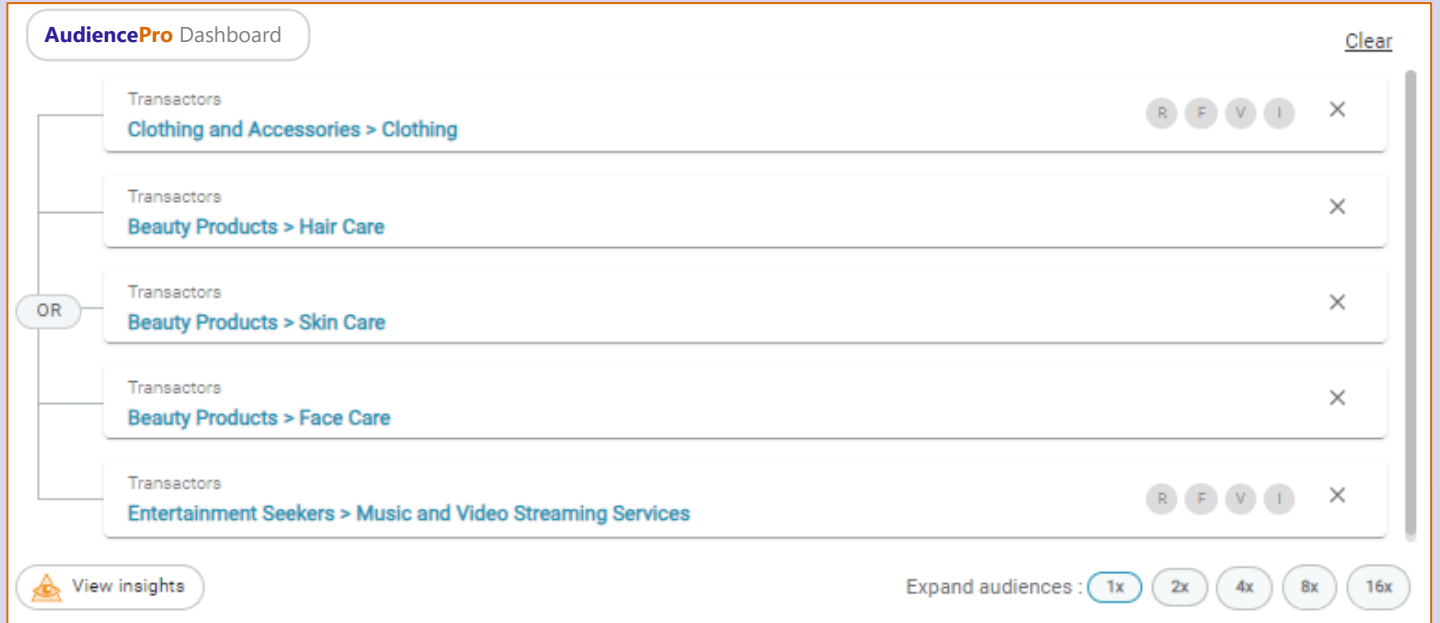 AudiencePro Dashboard
Clear
Transactors
Clothing and Accessories > Clothing
R F V I ×
Transactors
Beauty Products > Hair Care
×
OR
Transactors
Beauty Products > Skin Care
×
Transactors
Beauty Products > Face Care
×
Transactors
Entertainment Seekers > Music and Video Streaming Services
R F V I ×
View insights
Expand audiences : 1x 2x 4x 8x 16x